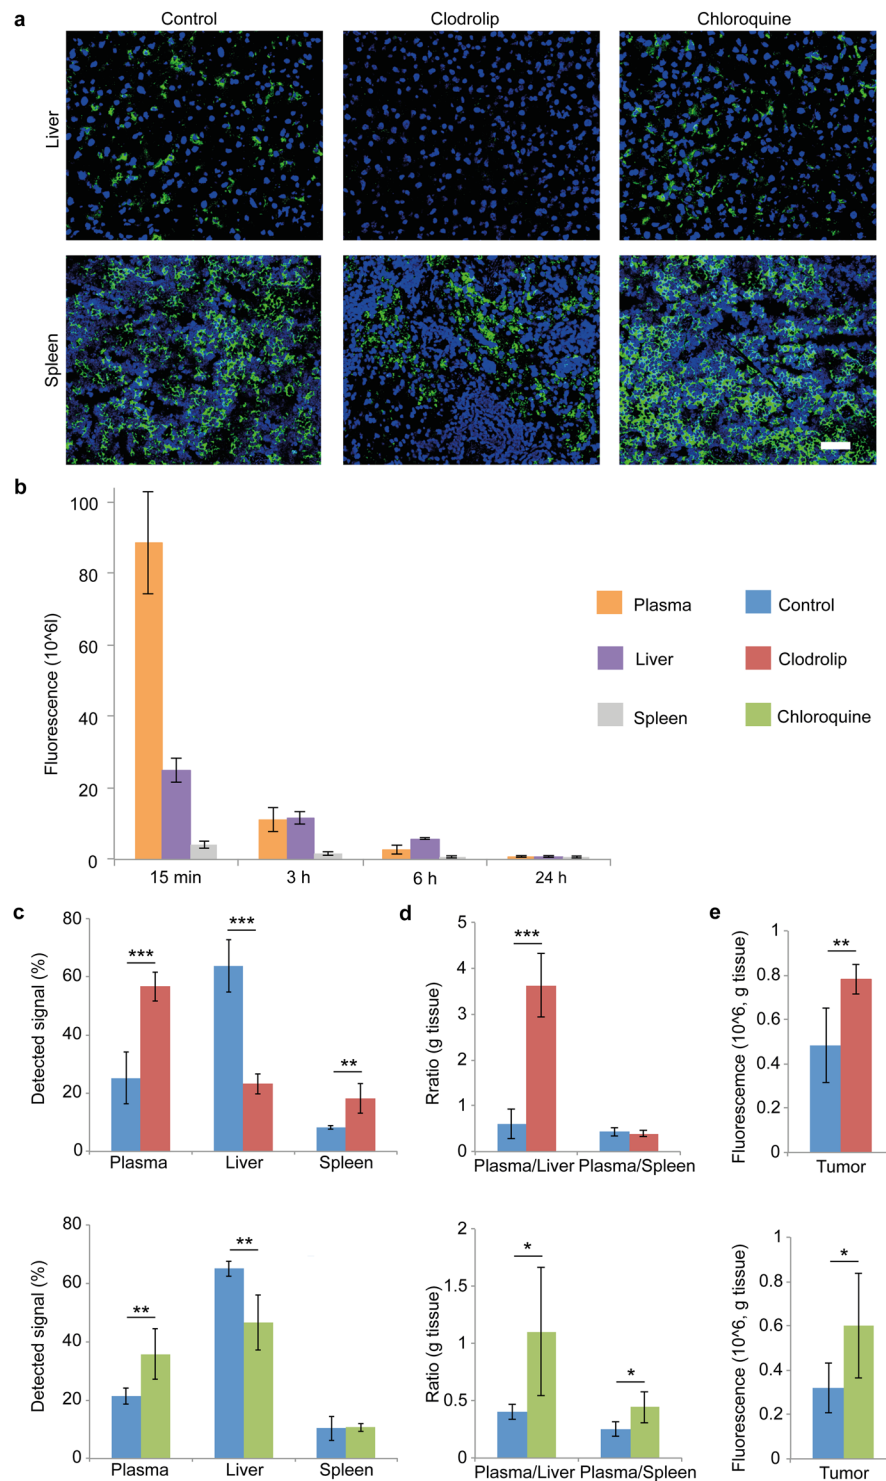 a
Control
Clodrolip
Chloroquine
Liver
Spleen
b
Fluorescence (10^6I)
100
80
60
40
20
0
15 min
3 h
6 h
24 h
Plasma
Control
Liver
Clodrolip
Spleen
Chloroquine
c
Detected signal (%)
80
60
40
20
0
***
***
**
Plasma
Liver
Spleen
d
Rratio (g tissue)
5
4
3
2
1
0
***
Plasma/Liver
Plasma/Spleen
e
Fluorescemce (10^6, g tissue)
1
0.8
0.6
0.4
0.2
0
**
Tumor
Detected signal (%)
80
60
40
20
0
**
**
Plasma
Liver
Spleen
Ratio (g tissue)
2
1.5
1
0.5
0
*
*
Plasma/Liver
Plasma/Spleen
Fluorescence (10^6, g tissue)
1
0.8
0.6
0.4
0.2
0
*
Tumor